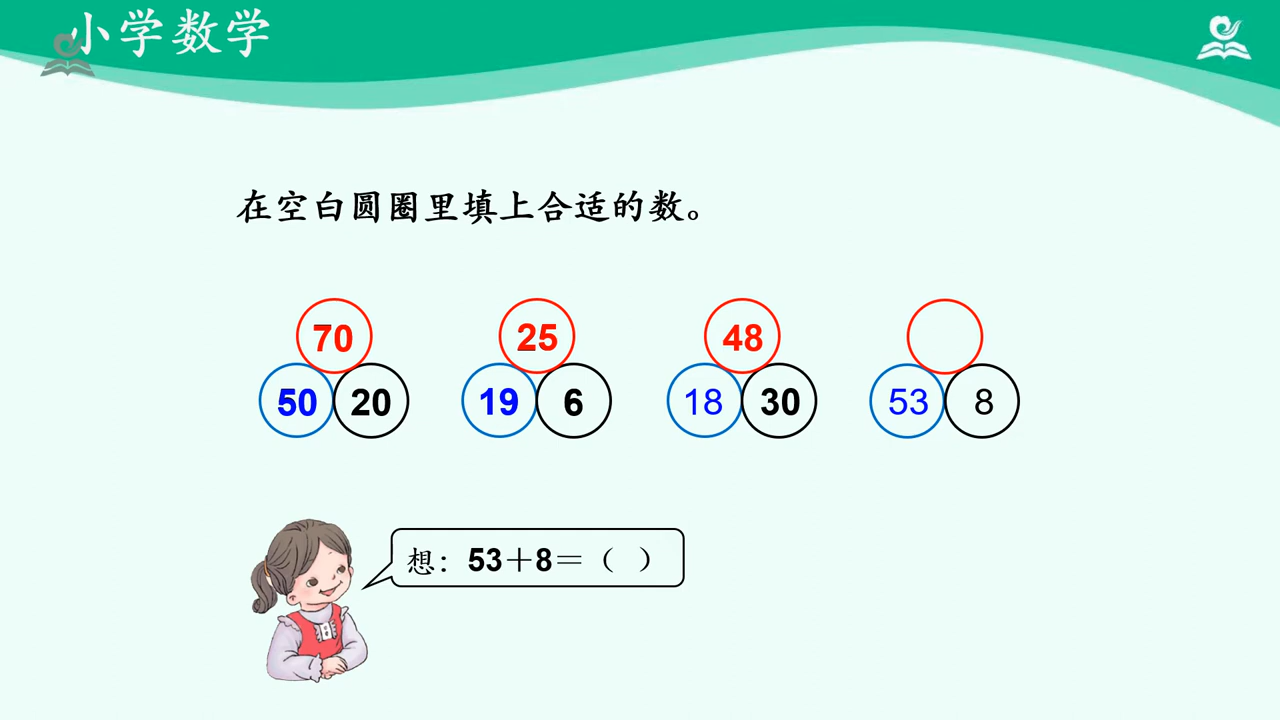 小学数学
在空白圆圈里填上合适的数。
70 25 48
50 20 19 6 18 30 53 8
想：53＋8＝（ ）